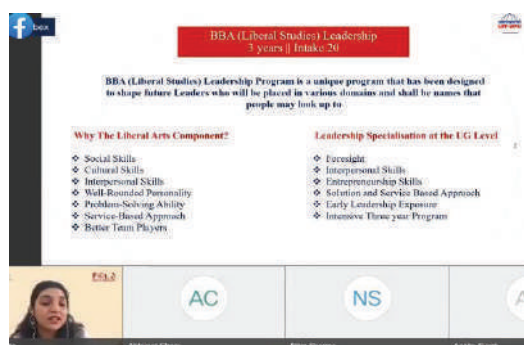 box
BBA (Liberal Studies) Leadership
3 years || Intake 20
BBA (Liberal Studies) Leadership Program is a unique program that has been designed
to shape future Leaders who will be placed in various domains and shall be names that
people may look up to
Why The Liberal Arts Component?
❖ Social Skills
❖ Cultural Skills
❖ Interpersonal Skills
❖ Well-Rounded Personality
❖ Problem-Solving Ability
❖ Service-Based Approach
❖ Better Team Players
Leadership Specialisation at the UG Level
❖ Foresight
❖ Interpersonal Skills
❖ Entrepreneurship Skills
❖ Solution and Service Based Approach
❖ Early Leadership Exposure
❖ Intensive Three year Program
AC
NS
A